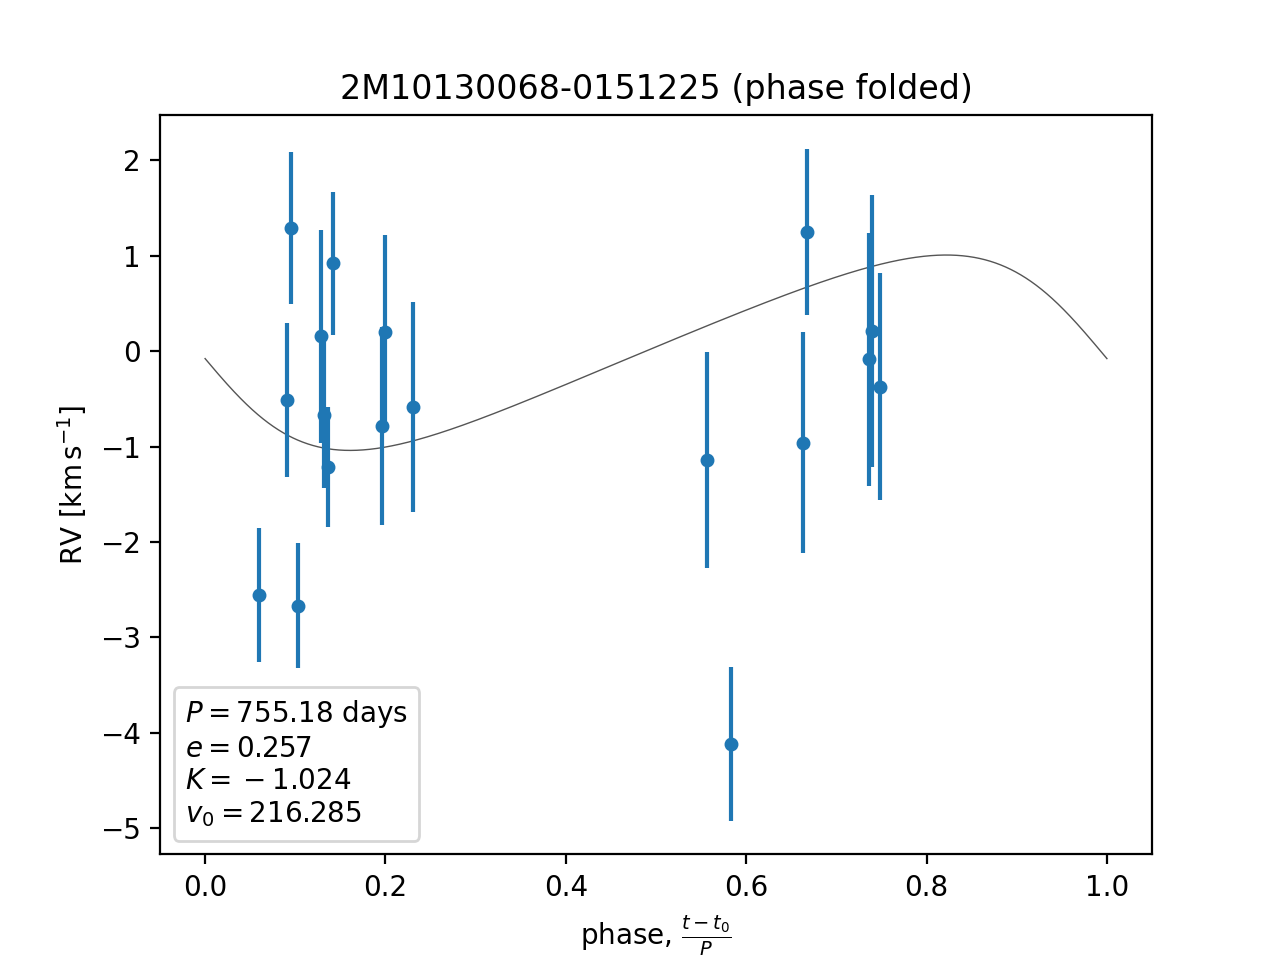 2M10130068-0151225 (phase folded)
2
1
0
−1
−2
−3
−4
−5
RV [km s⁻¹]
P = 755.18 days
e = 0.257
K = −1.024
v₀ = 216.285
0.0 0.2 0.4 0.6 0.8 1.0
phase, (t − t₀)/P